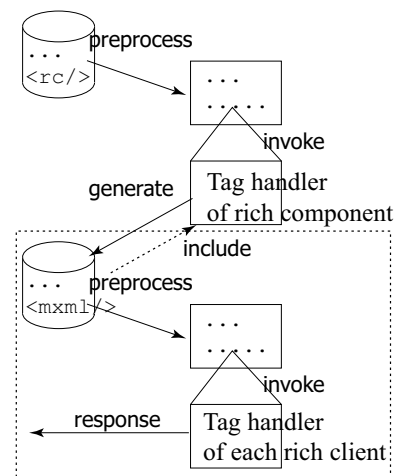 preprocess
...
<rc/>
...
.....
invoke
generate
Tag handler
of rich component
include
...
preprocess
<mxml/>
...
.....
invoke
response
Tag handler
of each rich client